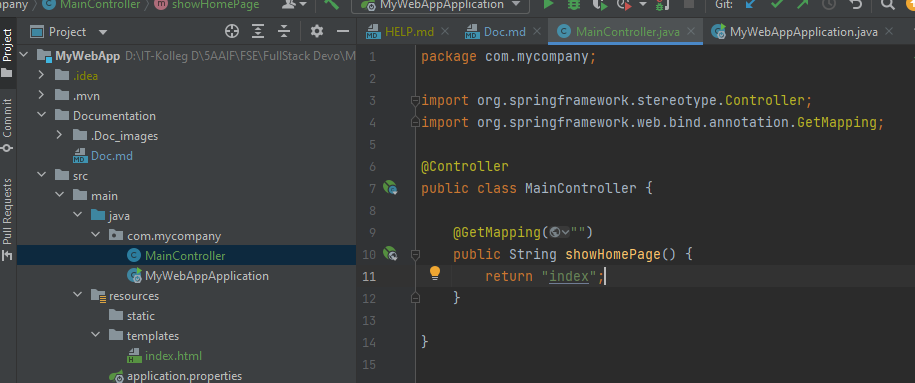 company
MainController
showHomePage
MyWebAppApplication
Git:
Project
HELP.md
Doc.md
MainController.java
MyWebAppApplication.java
Project
Commit
Pull Requests
MyWebApp D:\IT-Kolleg D\5AAIF\FSE\FullStack Devo\M
.idea
.mvn
Documentation
.Doc_images
Doc.md
src
main
java
com.mycompany
MainController
MyWebAppApplication
resources
static
templates
index.html
application.properties
1 package com.mycompany;
2
3 import org.springframework.stereotype.Controller;
4 import org.springframework.web.bind.annotation.GetMapping;
5
6 @Controller
7 public class MainController {
8
9 @GetMapping("")
10 public String showHomePage() {
11 return "index";
12 }
13
14 }
15